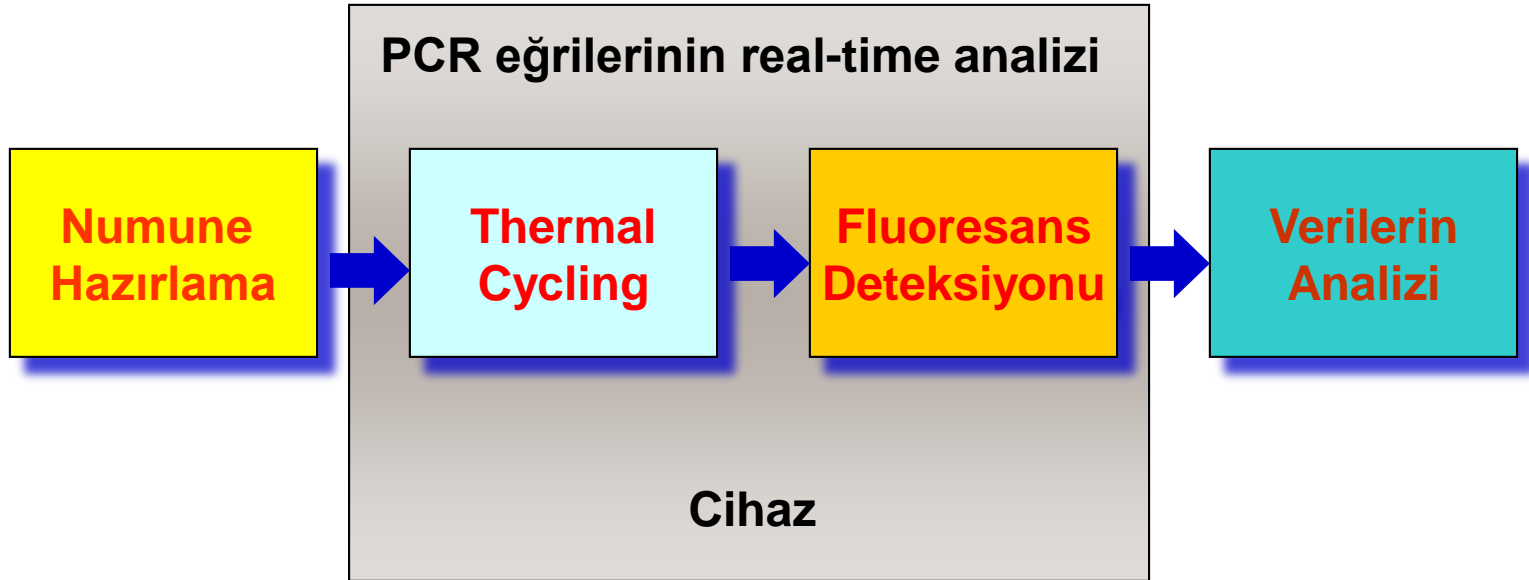 PCR eğrilerinin real-time analizi
Numune
Hazırlama
Thermal
Cycling
Fluoresans
Deteksiyonu
Verilerin
Analizi
Cihaz